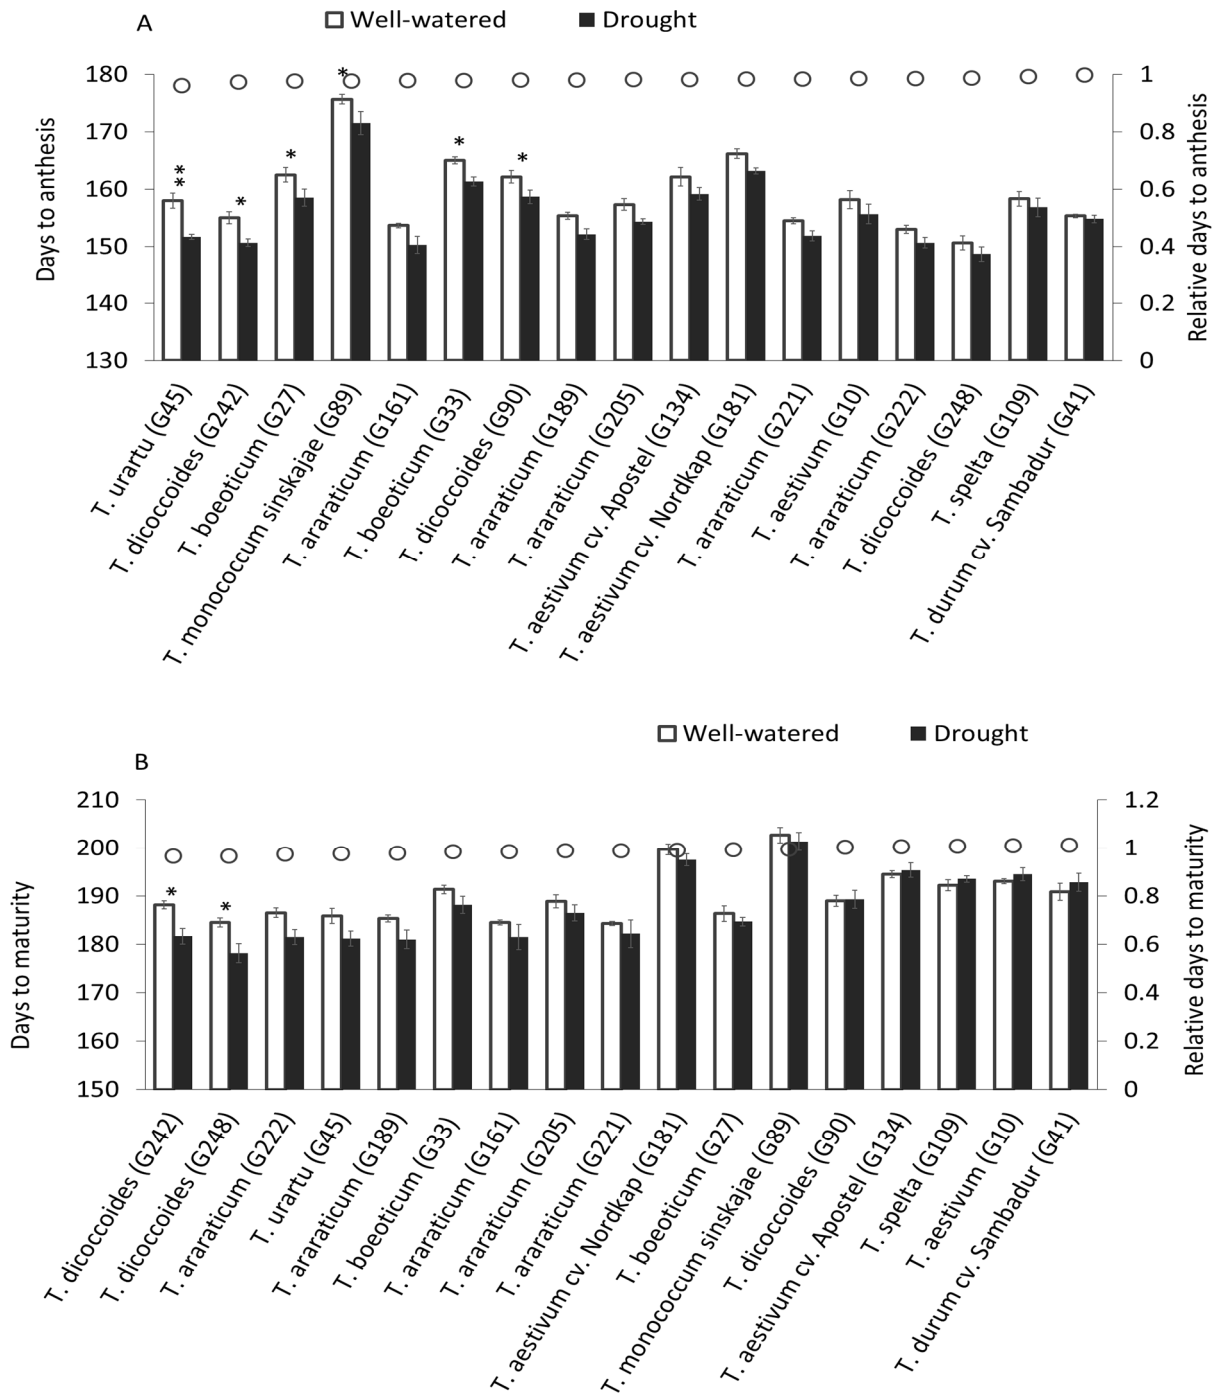 A
Well-watered Drought
180
170
160
150
140
130
Days to anthesis
1
0.8
0.6
0.4
0.2
0
Relative days to anthesis
**
*
*
*
*
*
T. urartu (G45)
T. dicoccoides (G242)
T. boeoticum (G27)
T. monococcum sinskajae (G89)
T. araraticum (G161)
T. boeoticum (G33)
T. dicoccoides (G90)
T. araraticum (G189)
T. araraticum (G205)
T. aestivum cv. Apostel (G134)
T. aestivum cv. Nordkap (G181)
T. araraticum (G221)
T. aestivum (G10)
T. araraticum (G222)
T. dicoccoides (G248)
T. spelta (G109)
T. durum cv. Sambadur (G41)
Well-watered Drought
B
210
200
190
180
170
160
150
Days to maturity
1.2
1
0.8
0.6
0.4
0.2
0
Relative days to maturity
*
*
T. dicoccoides (G242)
T. dicoccoides (G248)
T. araraticum (G222)
T. urartu (G45)
T. araraticum (G189)
T. boeoticum (G33)
T. araraticum (G161)
T. araraticum (G205)
T. araraticum (G221)
T. aestivum cv. Nordkap (G181)
T. boeoticum (G27)
T. monococcum sinskajae (G89)
T. dicoccoides (G90)
T. aestivum cv. Apostel (G134)
T. spelta (G109)
T. aestivum (G10)
T. durum cv. Sambadur (G41)